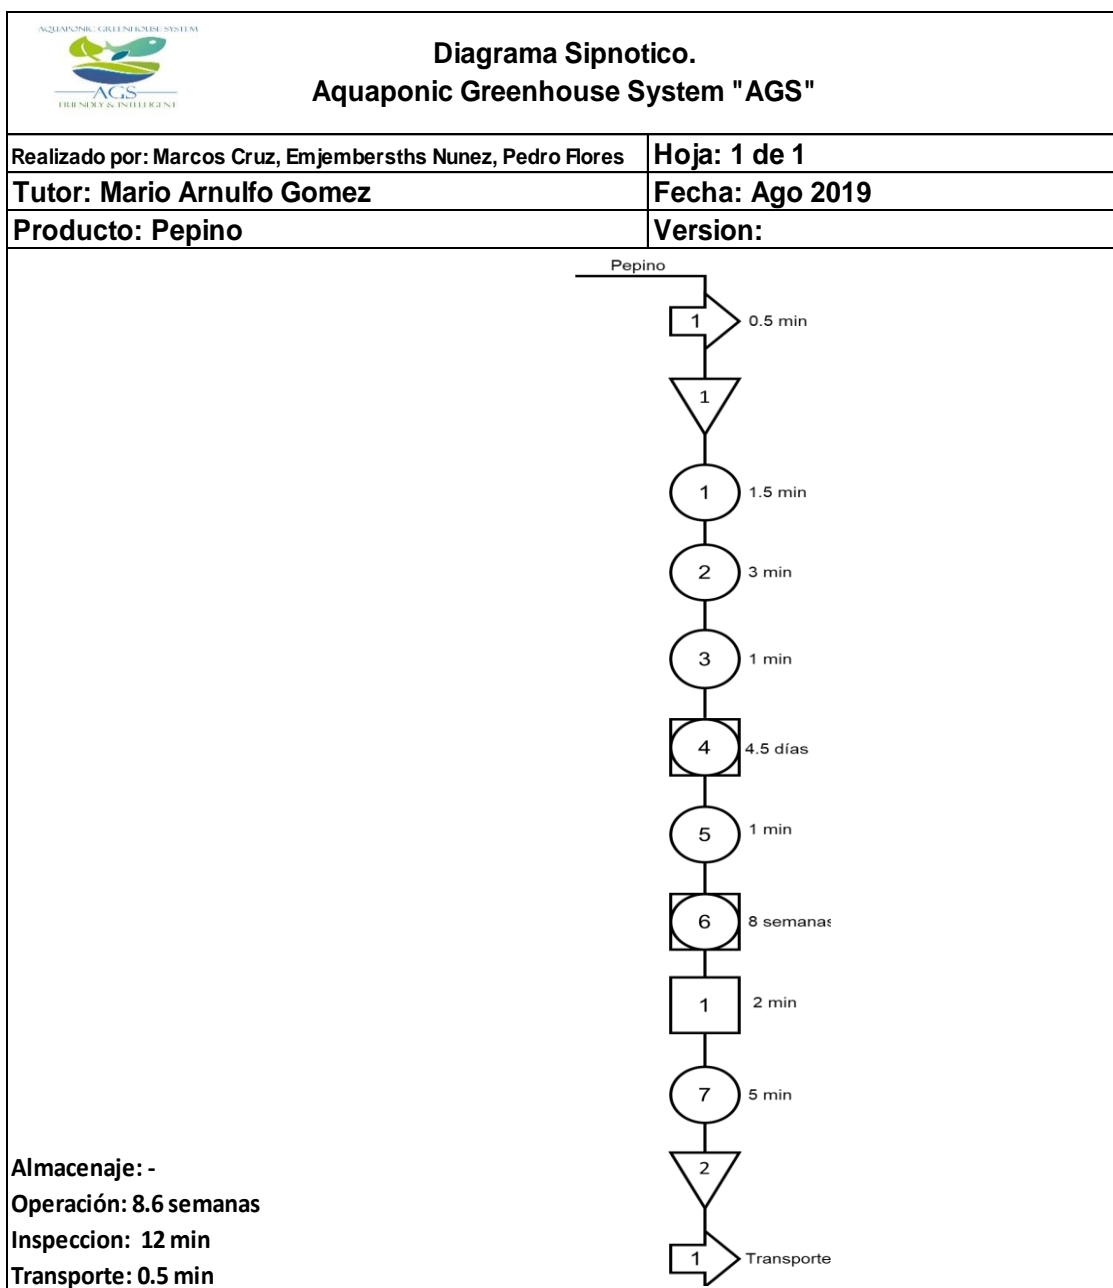 AQUAPONIC GREENHOUSE SYSTEM
AGS
FRIENDLY & INTELLIGENT
Diagrama Sipnotico.
Aquaponic Greenhouse System "AGS"
Realizado por: Marcos Cruz, Emjembersths Nunez, Pedro Flores
Hoja: 1 de 1
Tutor: Mario Arnulfo Gomez
Fecha: Ago 2019
Producto: Pepino
Version:
Pepino
1 0.5 min
1
1 1.5 min
2 3 min
3 1 min
4 4.5 días
5 1 min
6 8 semanas
1 2 min
7 5 min
2
1 Transporte
Almacenaje: -
Operación: 8.6 semanas
Inspeccion: 12 min
Transporte: 0.5 min